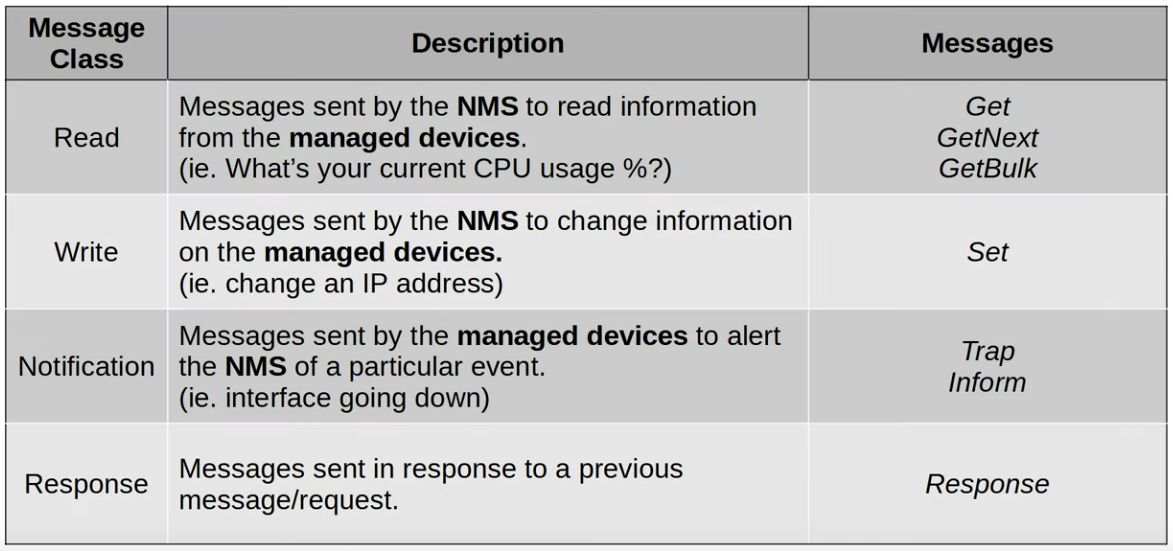 Message
Class
Description
Messages
Read
Messages sent by the NMS to read information
from the managed devices.
(ie. What's your current CPU usage %?)
Get
GetNext
GetBulk
Write
Messages sent by the NMS to change information
on the managed devices.
(ie. change an IP address)
Set
Notification
Messages sent by the managed devices to alert
the NMS of a particular event.
(ie. interface going down)
Trap
Inform
Response
Messages sent in response to a previous
message/request.
Response